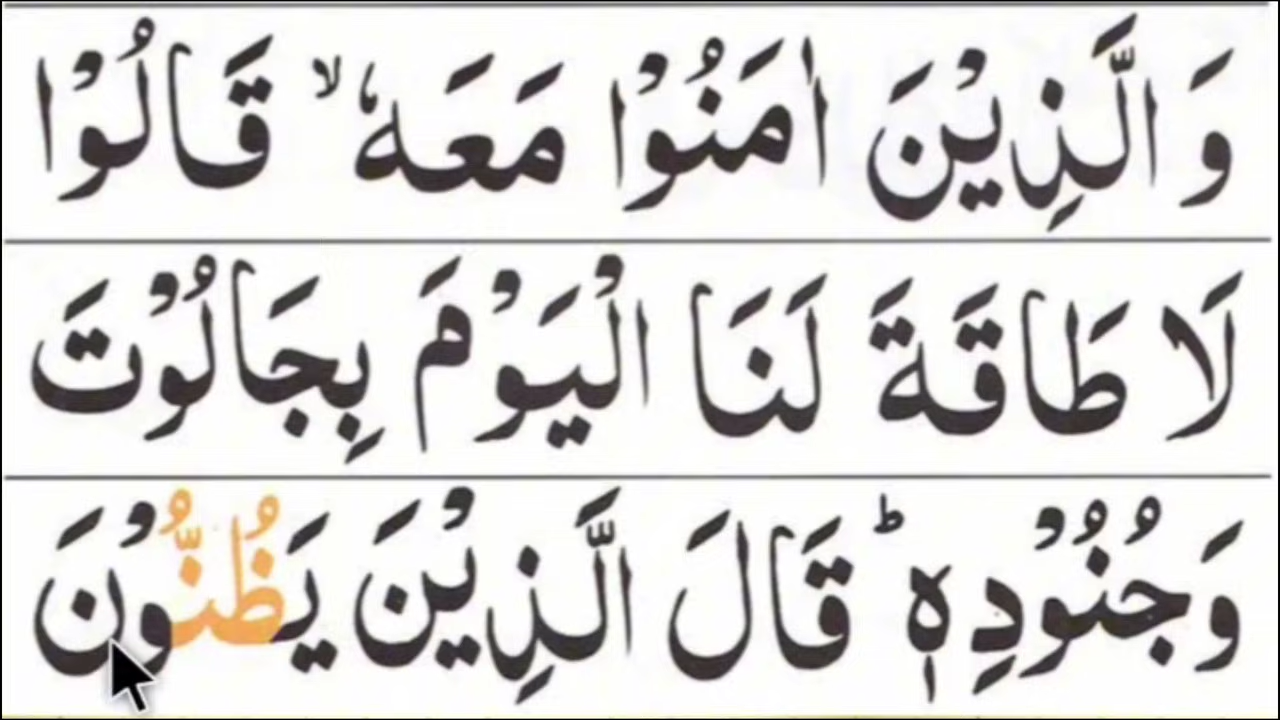 وَ الَّذِيْنَ اٰمَنُوْا مَعَهٗ ۙ قَالُوْا
لَا طَاقَةَ لَنَا الْيَوْمَ بِجَالُوْتَ
وَجُنُوْدِهٖ ؕ قَالَ الَّذِيْنَ يَظُنُّوْنَ